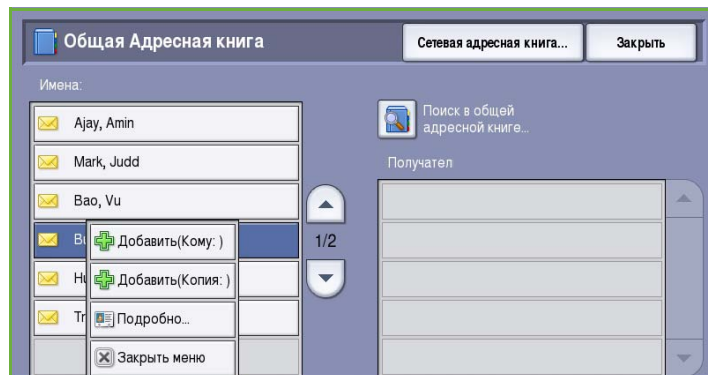 Общая Адресная книга
Сетевая адресная книга...
Закрыть
Имена:
Ajay, Amin
Mark, Judd
Bao, Vu
Добавить(Кому: )
Добавить(Копия: )
Подробно...
Закрыть меню
1/2
Поиск в общей
адресной книге...
Получател